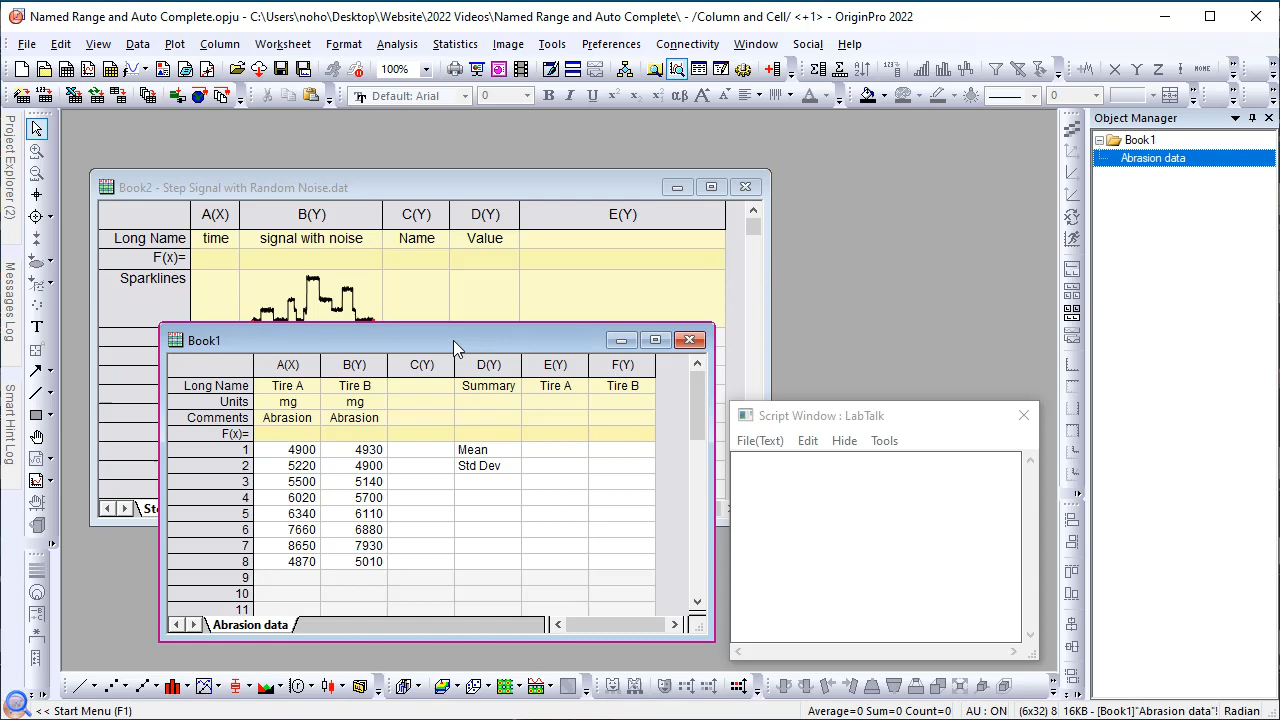 Named Range and Auto Complete.opju - C:\Users\noho\Desktop\Website\2022 Videos\Named Range and Auto Complete\ - /Column and Cell/ <+1> - OriginPro 2022
File Edit View Data Plot Column Worksheet Format Analysis Statistics Image Tools Preferences Connectivity Window Social Help
100%
Default: Arial 0 B I U
0
Project Explorer (2)
Messages Log
Smart Hint Log
Object Manager
Book1
Abrasion data
Book2 - Step Signal with Random Noise.dat
A(X) B(Y) C(Y) D(Y) E(Y)
Long Name time signal with noise Name Value
F(x)=
Sparklines
Book1
A(X) B(Y) C(Y) D(Y) E(Y) F(Y)
Long Name Tire A Tire B Summary Tire A Tire B
Units mg mg
Comments Abrasion Abrasion
F(x)=
1 4900 4930 Mean
2 5220 4900 Std Dev
3 5500 5140
4 6020 5700
5 6340 6110
6 7660 6880
7 8650 7930
8 4870 5010
9
10
11
Abrasion data
Script Window : LabTalk
File(Text) Edit Hide Tools
<< Start Menu (F1)
Average=0 Sum=0 Count=0 AU : ON (6x32) 8 16KB - [Book1]"Abrasion data"! Radian